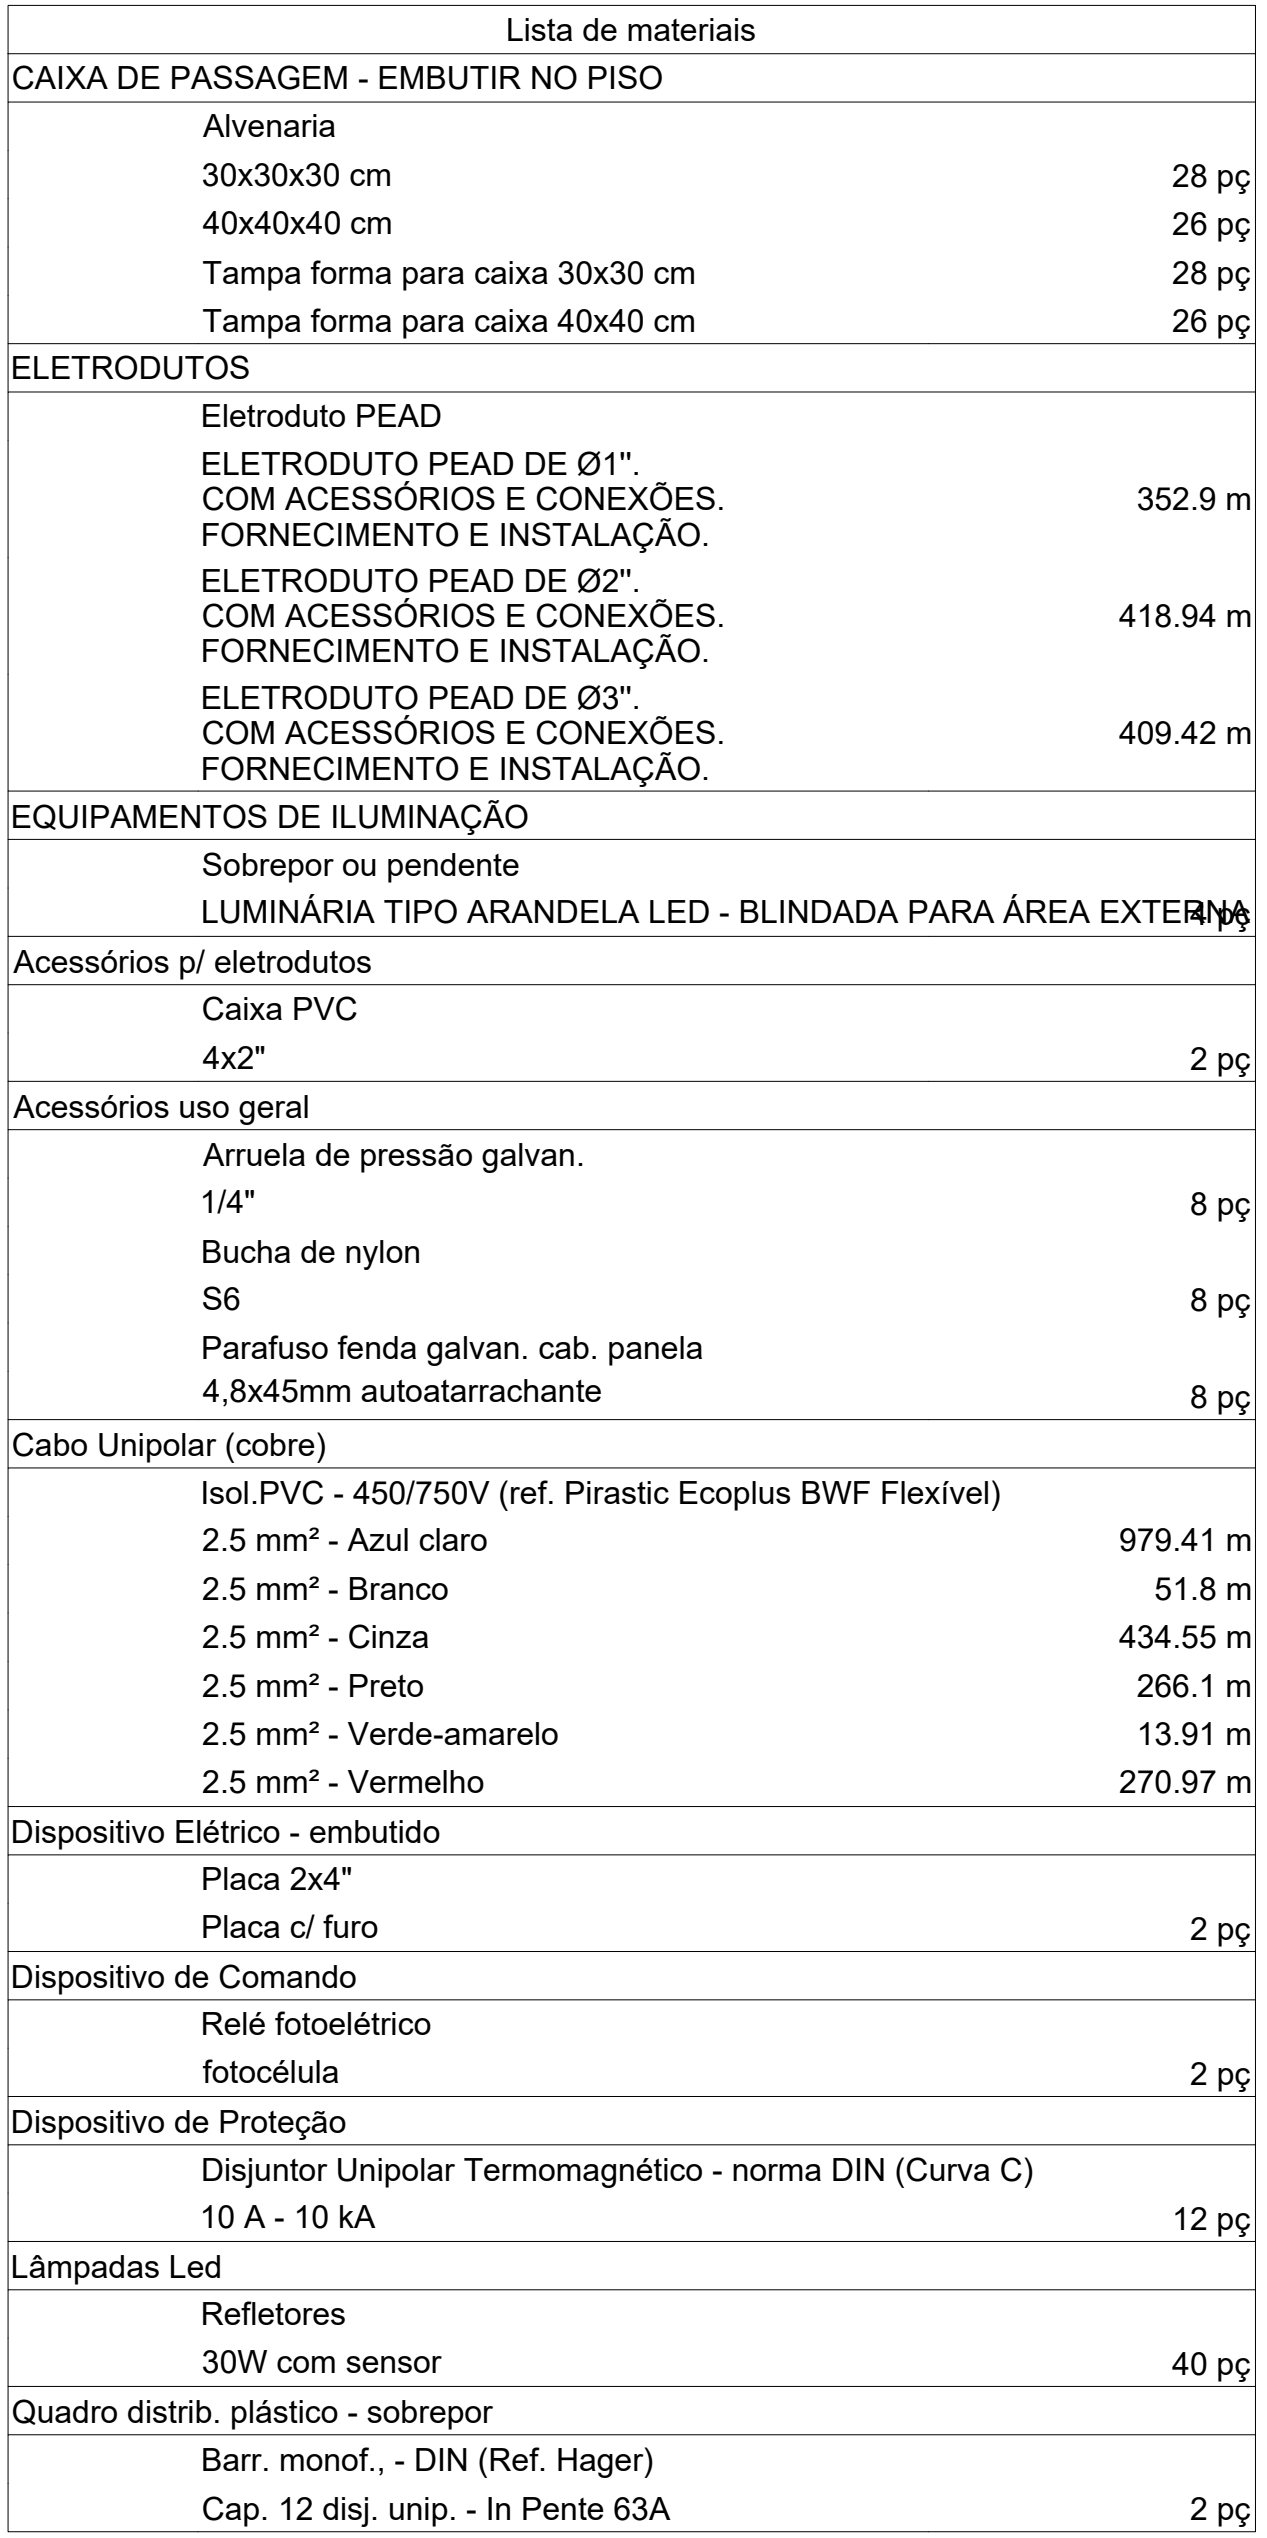 Lista de materiais
CAIXA DE PASSAGEM - EMBUTIR NO PISO
Alvenaria
30x30x30 cm 28 pç
40x40x40 cm 26 pç
Tampa forma para caixa 30x30 cm 28 pç
Tampa forma para caixa 40x40 cm 26 pç
ELETRODUTOS
Eletroduto PEAD
ELETRODUTO PEAD DE Ø1".
COM ACESSÓRIOS E CONEXÕES. 352.9 m
FORNECIMENTO E INSTALAÇÃO.
ELETRODUTO PEAD DE Ø2".
COM ACESSÓRIOS E CONEXÕES. 418.94 m
FORNECIMENTO E INSTALAÇÃO.
ELETRODUTO PEAD DE Ø3".
COM ACESSÓRIOS E CONEXÕES. 409.42 m
FORNECIMENTO E INSTALAÇÃO.
EQUIPAMENTOS DE ILUMINAÇÃO
Sobrepor ou pendente
LUMINÁRIA TIPO ARANDELA LED - BLINDADA PARA ÁREA EXTERNA 4 pç
Acessórios p/ eletrodutos
Caixa PVC
4x2" 2 pç
Acessórios uso geral
Arruela de pressão galvan.
1/4" 8 pç
Bucha de nylon
S6 8 pç
Parafuso fenda galvan. cab. panela
4,8x45mm autoatarrachante 8 pç
Cabo Unipolar (cobre)
Isol.PVC - 450/750V (ref. Pirastic Ecoplus BWF Flexível)
2.5 mm² - Azul claro 979.41 m
2.5 mm² - Branco 51.8 m
2.5 mm² - Cinza 434.55 m
2.5 mm² - Preto 266.1 m
2.5 mm² - Verde-amarelo 13.91 m
2.5 mm² - Vermelho 270.97 m
Dispositivo Elétrico - embutido
Placa 2x4"
Placa c/ furo 2 pç
Dispositivo de Comando
Relé fotoelétrico
fotocélula 2 pç
Dispositivo de Proteção
Disjuntor Unipolar Termomagnético - norma DIN (Curva C)
10 A - 10 kA 12 pç
Lâmpadas Led
Refletores
30W com sensor 40 pç
Quadro distrib. plástico - sobrepor
Barr. monof., - DIN (Ref. Hager)
Cap. 12 disj. unip. - In Pente 63A 2 pç